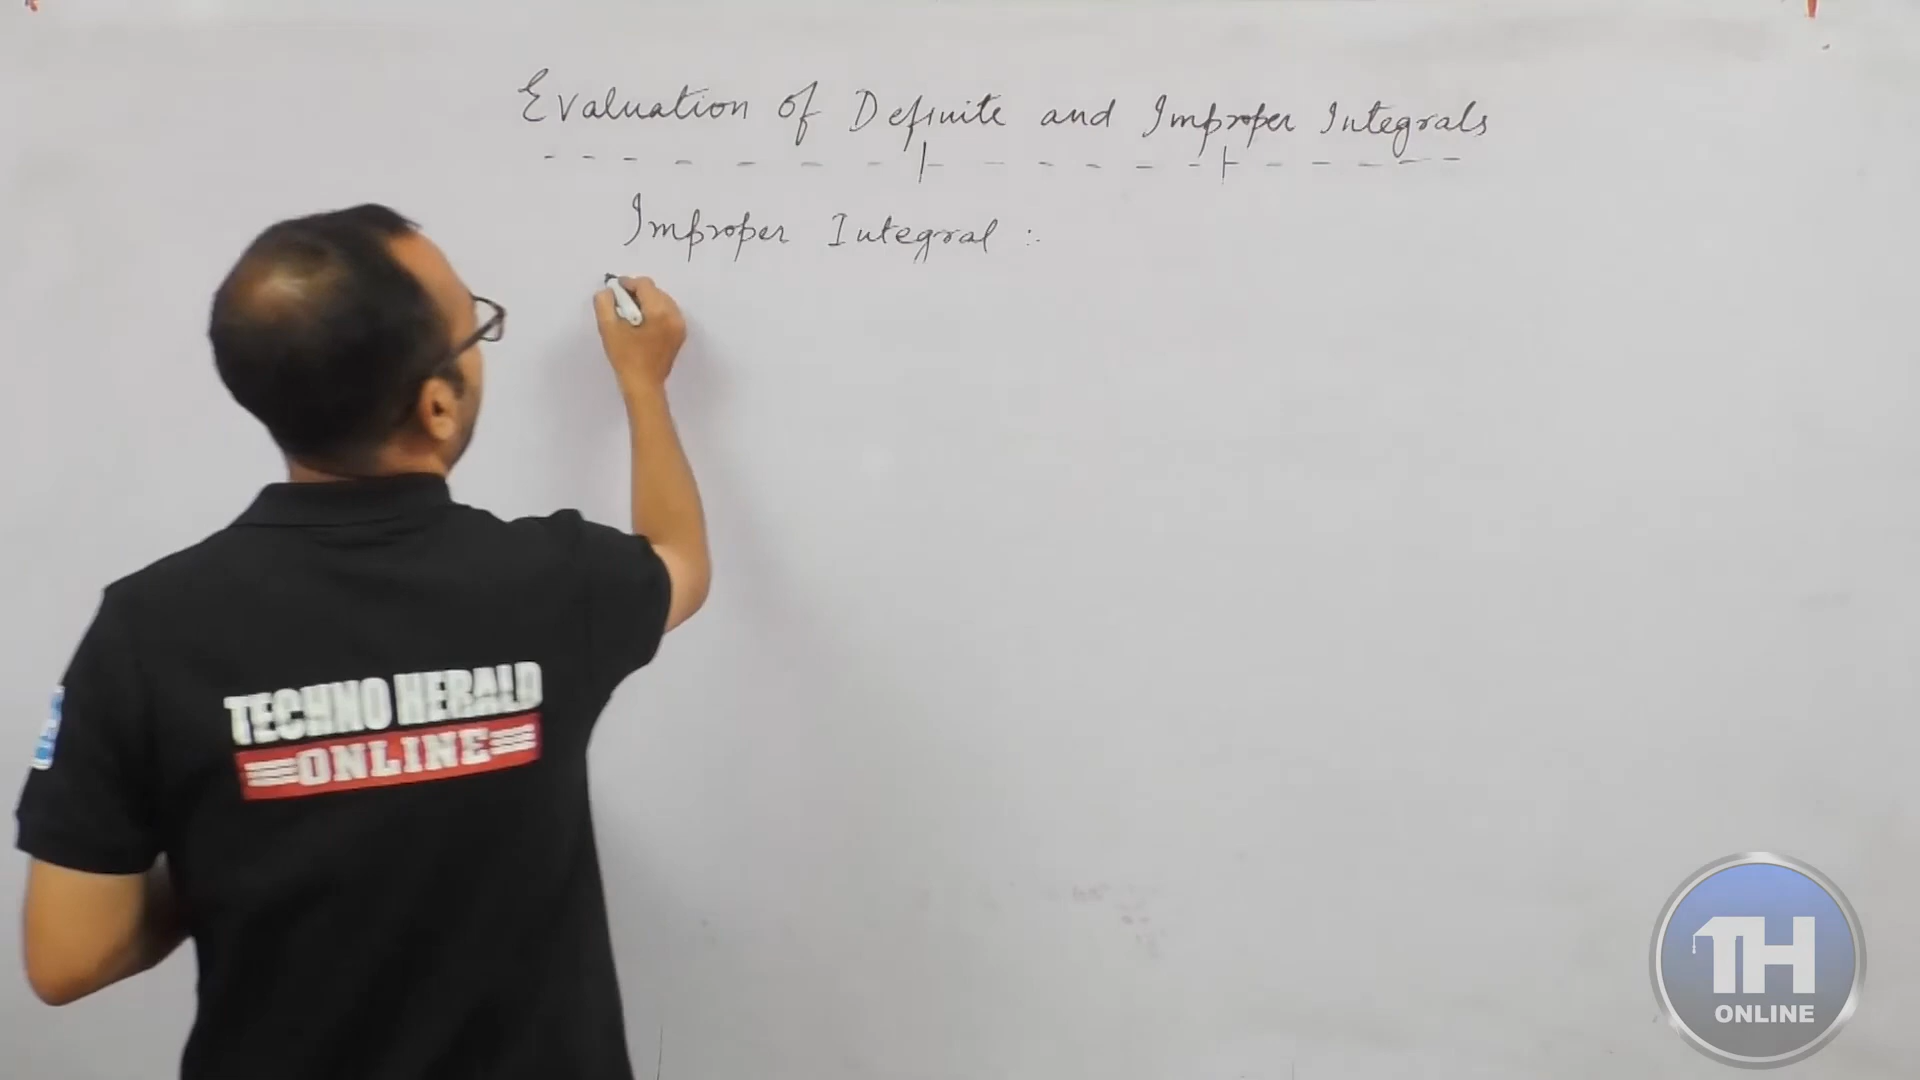 Evaluation of Definite and Improper Integrals
Improper Integral :-
TECHNO HERALD
ONLINE
TH
ONLINE